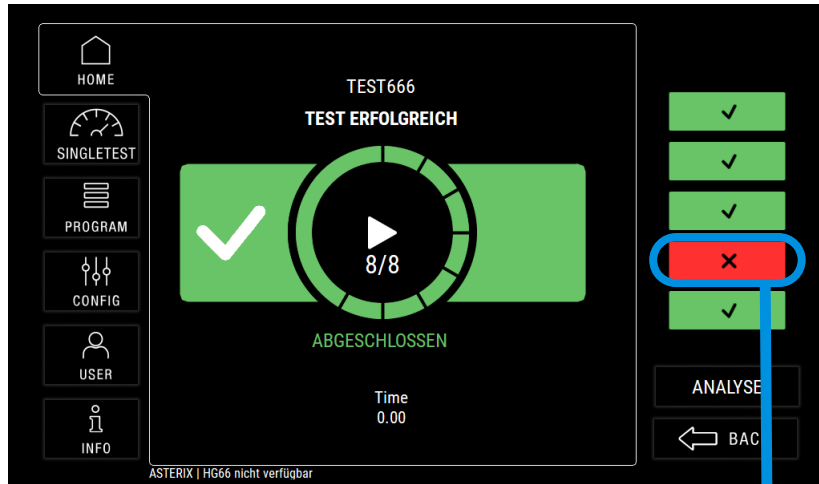 HOME
SINGLETEST
PROGRAM
CONFIG
USER
INFO
TEST666
TEST ERFOLGREICH
8/8
ABGESCHLOSSEN
Time
0.00
ANALYSE
BAC
ASTERIX | HG66 nicht verfügbar